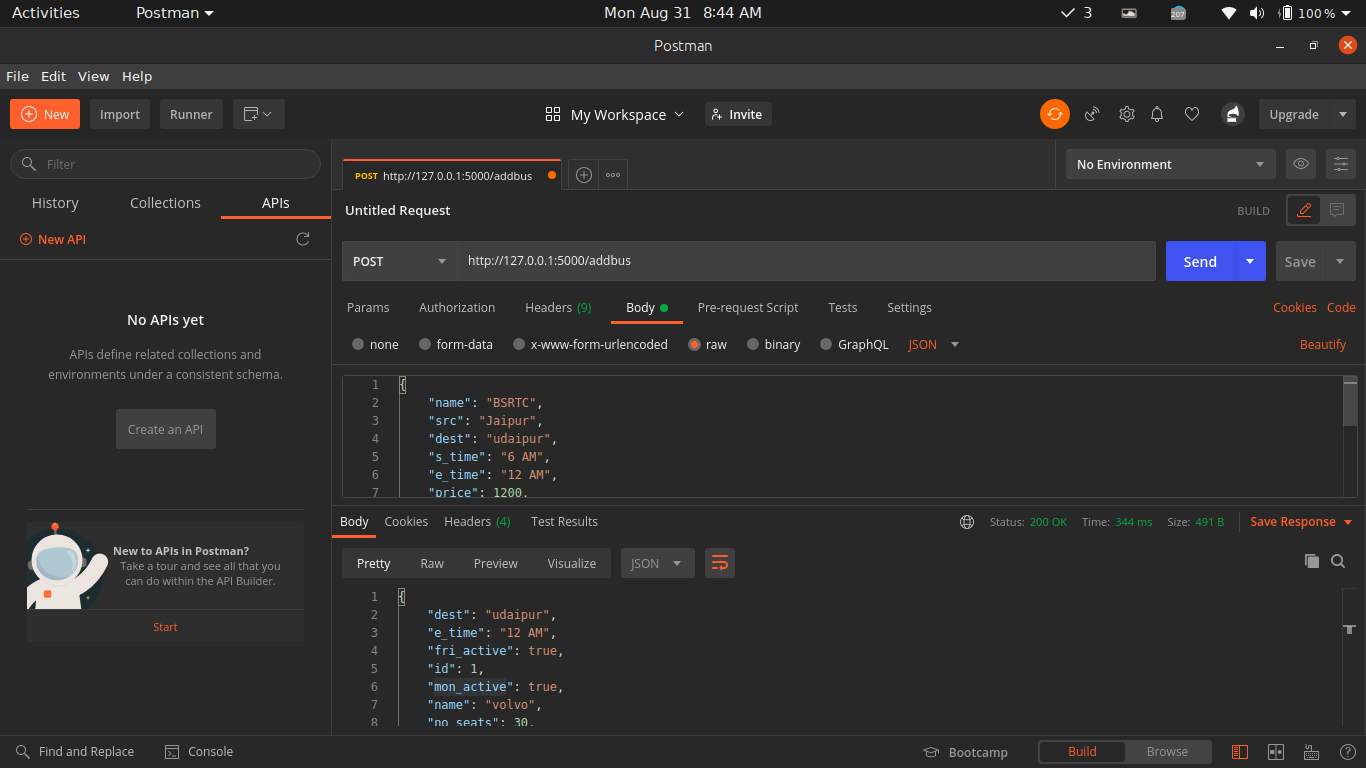 Activities Postman Mon Aug 31 8:44 AM 3 207 100 %
Postman
File Edit View Help
New Import Runner My Workspace Invite Upgrade
Filter
History Collections APIs
New API
No APIs yet
APIs define related collections and
environments under a consistent schema.
Create an API
New to APIs in Postman?
Take a tour and see all that you
can do within the API Builder.
Start
POST http://127.0.0.1:5000/addbus
No Environment
Untitled Request BUILD
POST http://127.0.0.1:5000/addbus Send Save
Params Authorization Headers (9) Body Pre-request Script Tests Settings Cookies Code
none form-data x-www-form-urlencoded raw binary GraphQL JSON Beautify
1 {
2 "name": "BSRTC",
3 "src": "Jaipur",
4 "dest": "udaipur",
5 "s_time": "6 AM",
6 "e_time": "12 AM",
7 "price": 1200,
Body Cookies Headers (4) Test Results Status: 200 OK Time: 344 ms Size: 491 B Save Response
Pretty Raw Preview Visualize JSON
1 {
2 "dest": "udaipur",
3 "e_time": "12 AM",
4 "fri_active": true,
5 "id": 1,
6 "mon_active": true,
7 "name": "volvo",
8 "no_seats": 30,
Find and Replace Console Bootcamp Build Browse